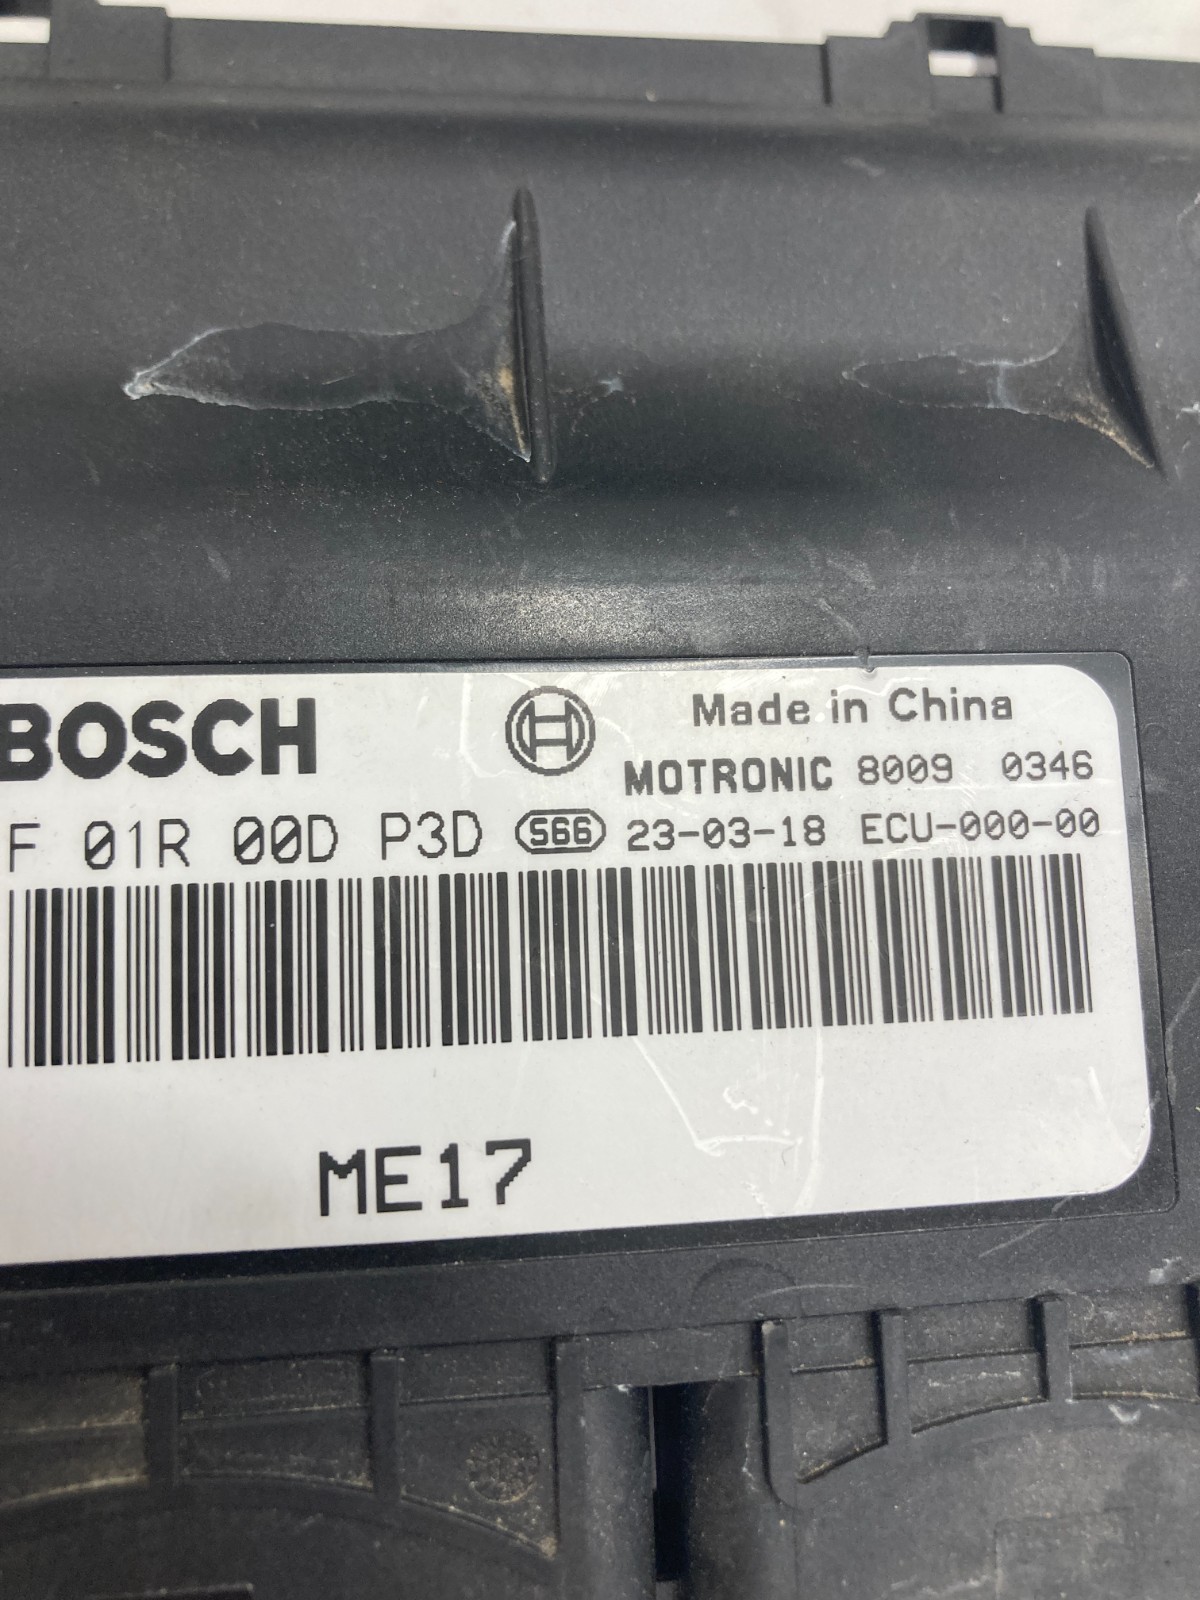 BOSCH
Made in China
MOTRONIC 8009 0346
F 01R 00D P3D S66 23-03-18 ECU-000-00
ME17